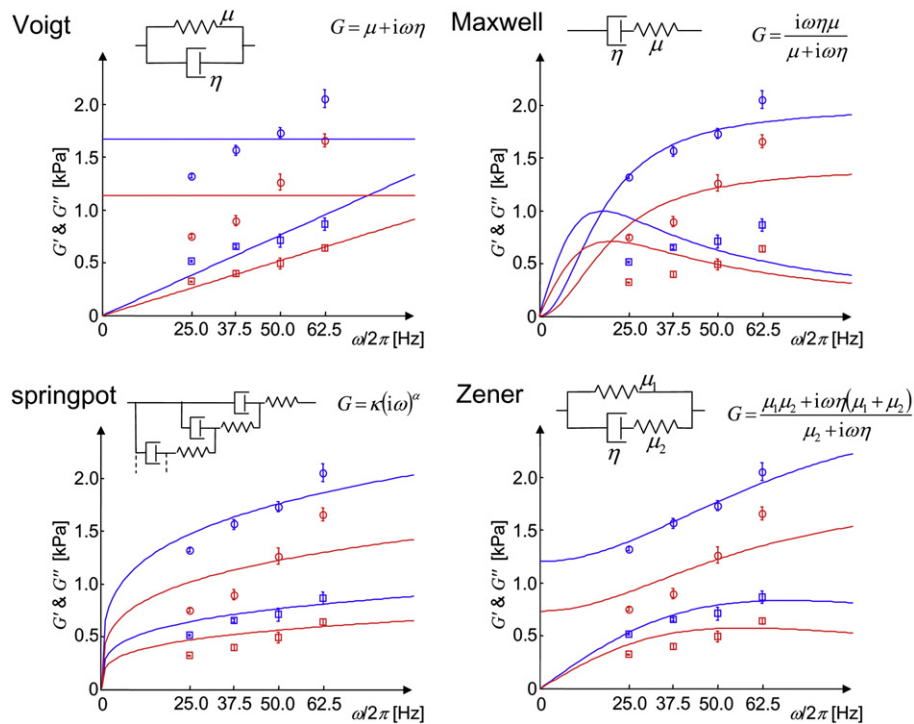 Voigt
μ
η
G = μ + iωη
G′ & G″ [kPa]
2.0
1.5
1.0
0.5
0
0
25.0 37.5 50.0 62.5
ω/2π [Hz]
Maxwell
η μ
G = iωημ / μ + iωη
2.0
1.5
1.0
0.5
0
0
25.0 37.5 50.0 62.5
ω/2π [Hz]
springpot
G = κ(iω)^α
G′ & G″ [kPa]
2.0
1.5
1.0
0.5
0
0
25.0 37.5 50.0 62.5
ω/2π [Hz]
Zener
μ₁
η μ₂
G = μ₁μ₂ + iωη(μ₁ + μ₂) / μ₂ + iωη
2.0
1.5
1.0
0.5
0
0
25.0 37.5 50.0 62.5
ω/2π [Hz]